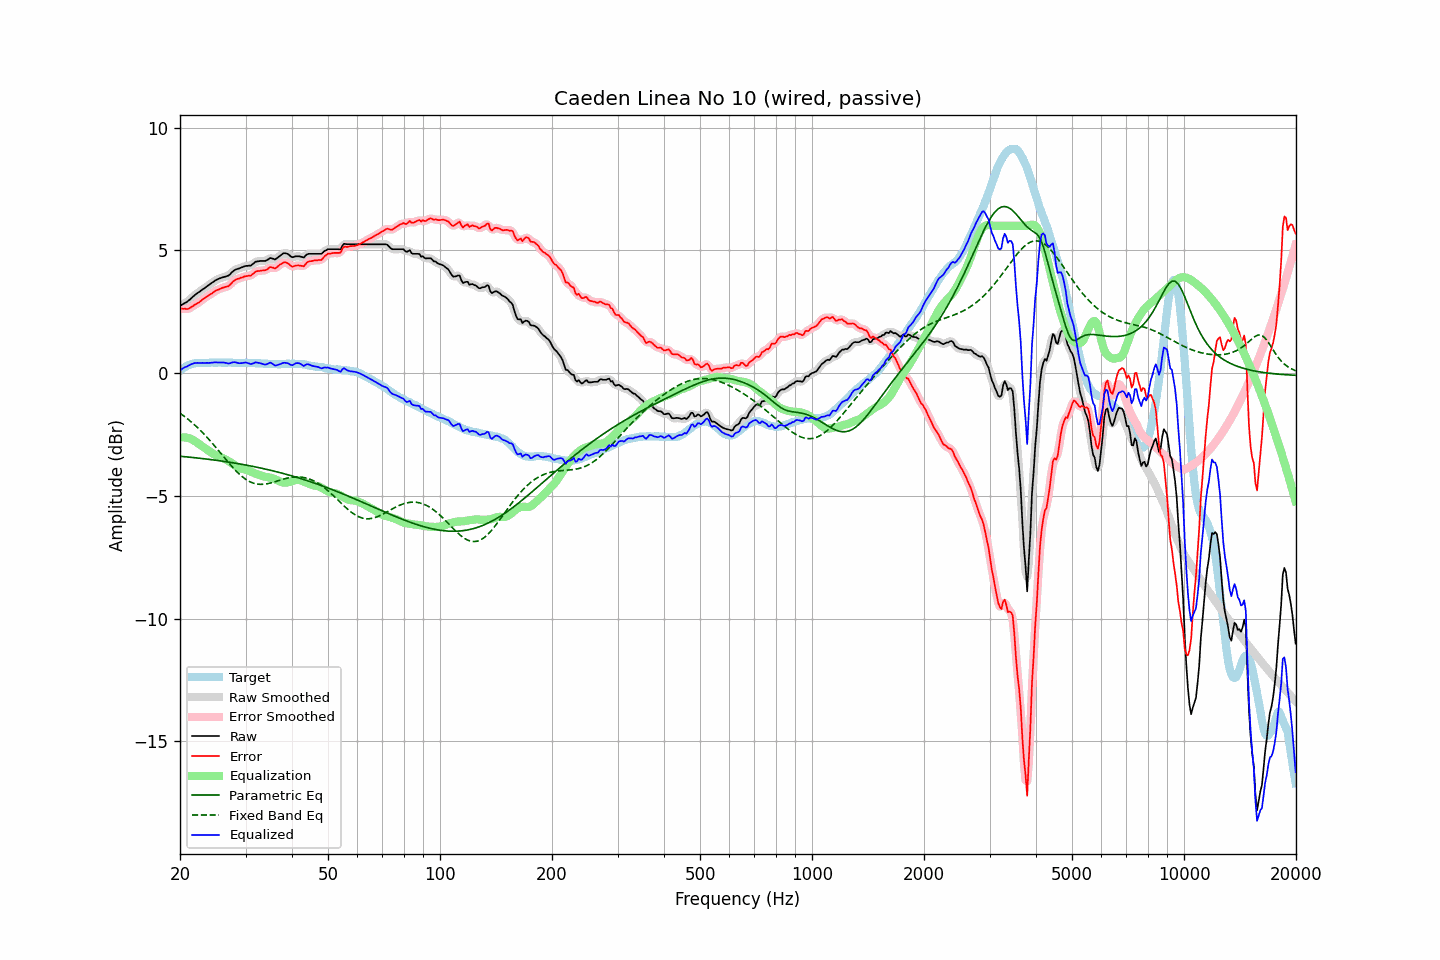 Caeden Linea No 10 (wired, passive)
10
5
0
−5
−10
−15
Amplitude (dBr)
Target
Raw Smoothed
Error Smoothed
Raw
Error
Equalization
Parametric Eq
Fixed Band Eq
Equalized
20 50 100 200 500 1000 2000 5000 10000 20000
Frequency (Hz)